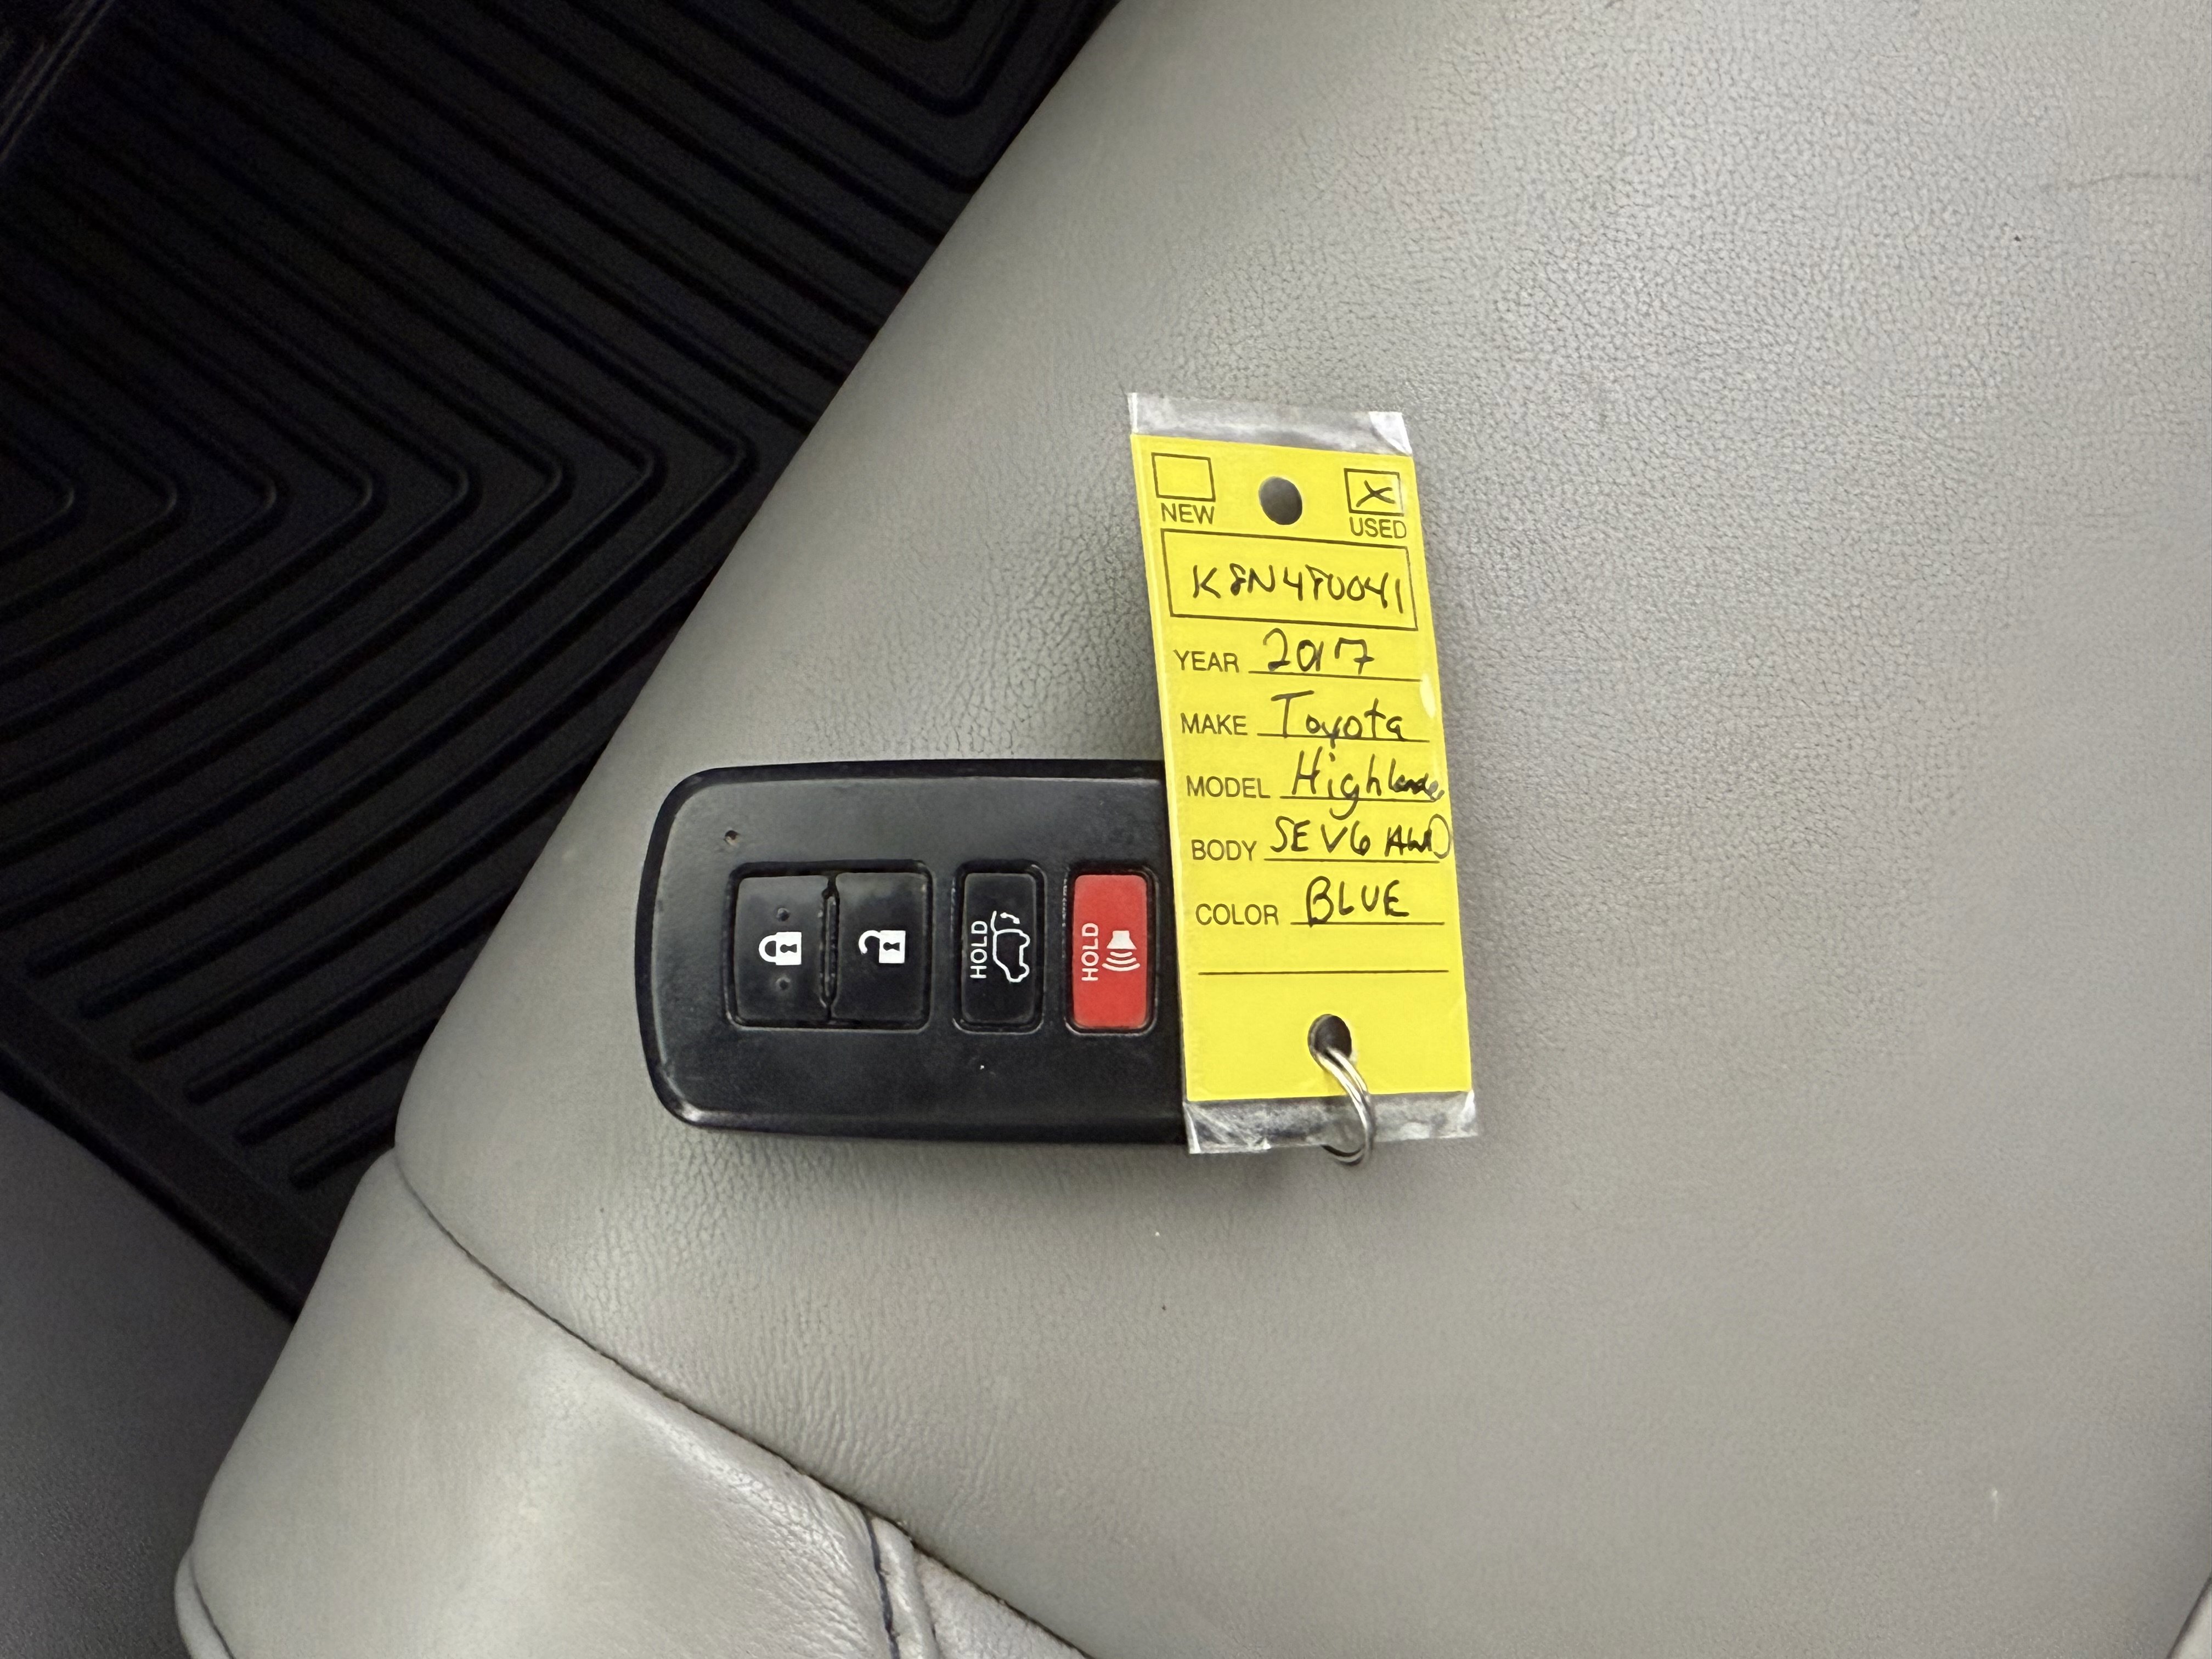 NEW
X
USED
K8N4F0041
YEAR 2017
MAKE Toyota
MODEL Highlander
BODY SE V6 AWD
COLOR BLUE
HOLD
HOLD